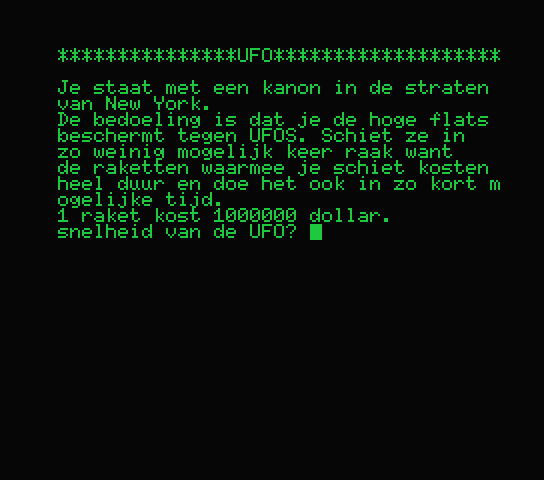 ***************UFO*******************
Je staat met een kanon in de straten
van New York.
De bedoeling is dat je de hoge flats
beschermt tegen UFOS. Schiet ze in
zo weinig mogelijk keer raak want
de raketten waarmee je schiet kosten
heel duur en doe het ook in zo kort m
ogelijke tijd.
1 raket kost 1000000 dollar.
snelheid van de UFO?